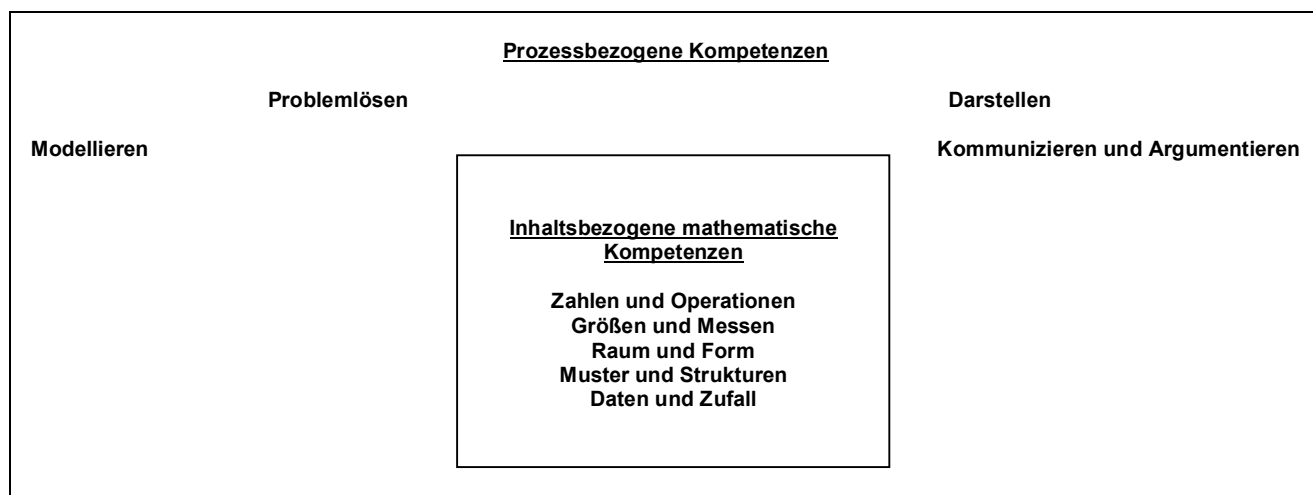 Prozessbezogene Kompetenzen
Problemlösen
Darstellen
Modellieren
Kommunizieren und Argumentieren
Inhaltsbezogene mathematische
Kompetenzen
Zahlen und Operationen
Größen und Messen
Raum und Form
Muster und Strukturen
Daten und Zufall